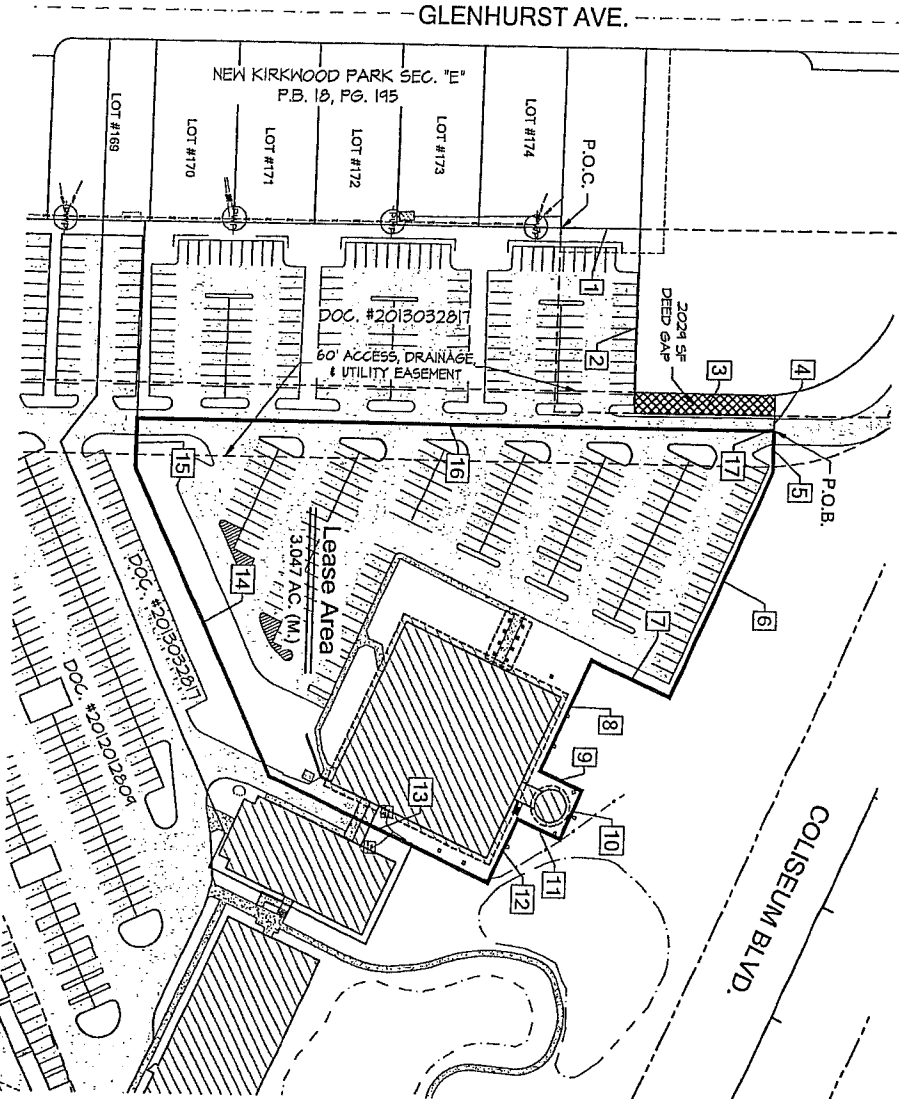 GLENHURST AVE.
NEW KIRKWOOD PARK SEC. "E"
P.B. 18, PG. 195
LOT #169
LOT #170
LOT #171
LOT #172
LOT #173
LOT #174
P.O.C.
1
2
2029 SF
DEED GAP
3
4
DOC. #2013032817
60' ACCESS, DRAINAGE,
& UTILITY EASEMENT
P.O.B.
5
15
16
17
6
14
Lease Area
3.047 AC. (M.)
7
8
9
10
11
12
13
DOC. #2013032817
DOC. #2012012809
COLISEUM BLVD.